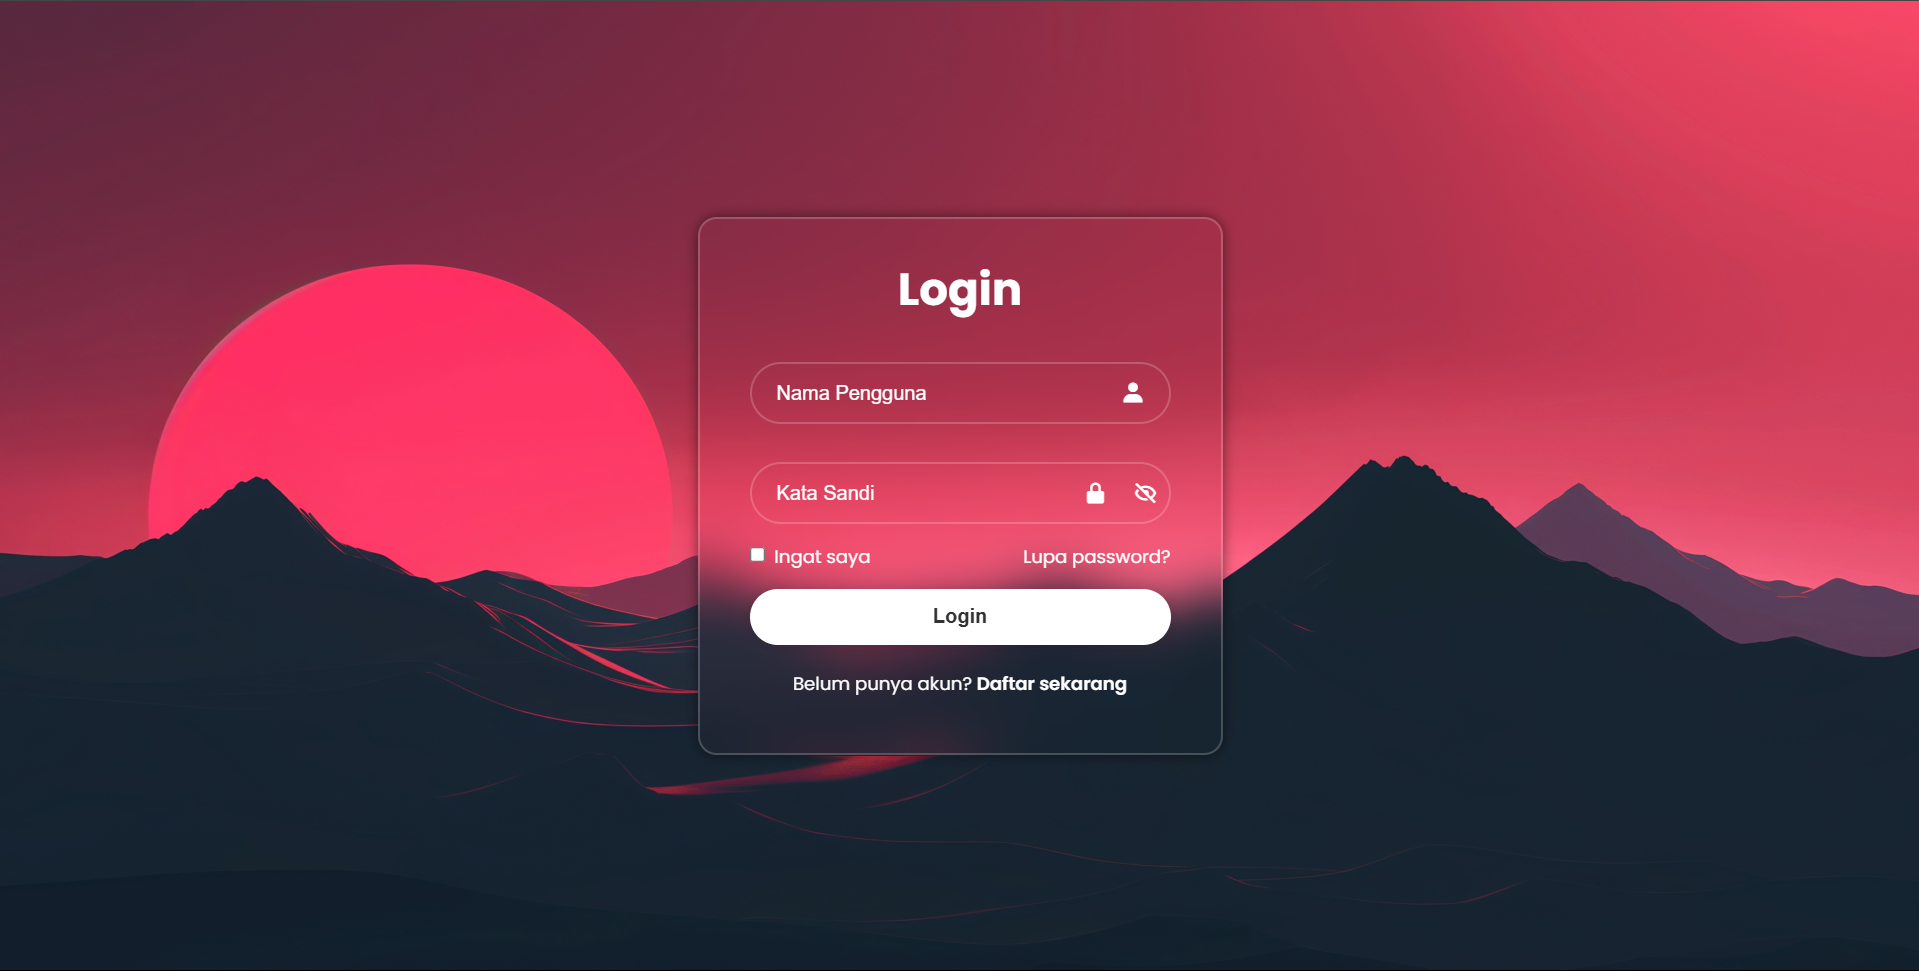 Login
Nama Pengguna
Kata Sandi
Ingat saya Lupa password?
Login
Belum punya akun? Daftar sekarang